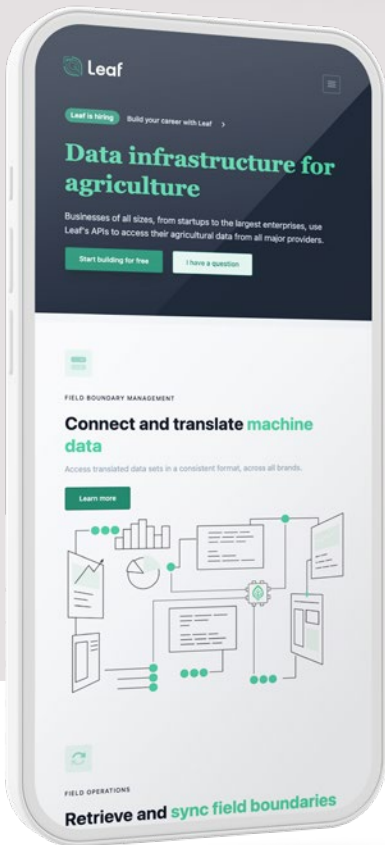 Leaf
Leaf is hiring Build your career with Leaf >
Data infrastructure for
agriculture
Businesses of all sizes, from startups to the largest enterprises, use
Leaf's APIs to access their agricultural data from all major providers.
Start building for free I have a question
FIELD BOUNDARY MANAGEMENT
Connect and translate machine
data
Access translated data sets in a consistent format, across all brands.
Learn more
FIELD OPERATIONS
Retrieve and sync field boundaries